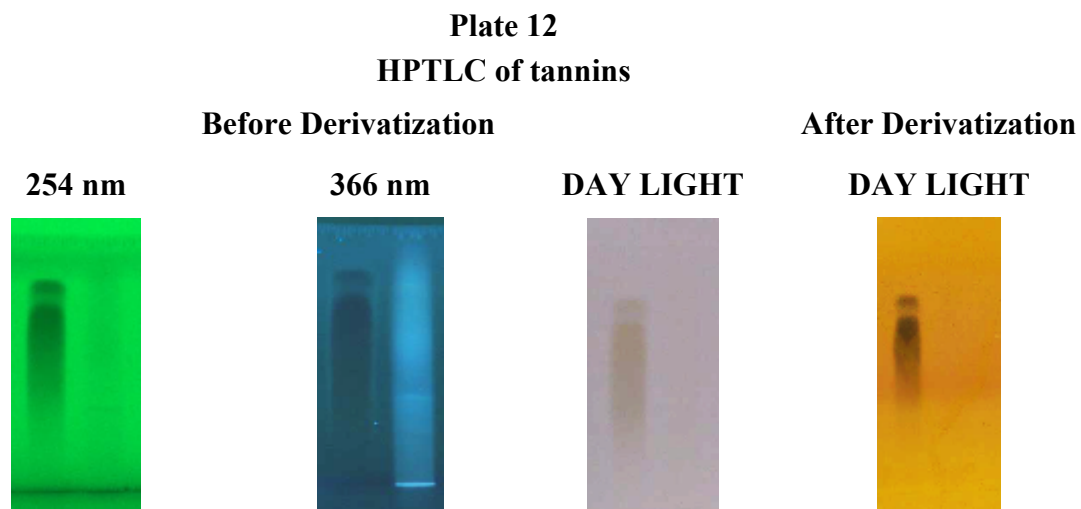 Plate 12
HPTLC of tannins
Before Derivatization After Derivatization
254 nm 366 nm DAY LIGHT DAY LIGHT